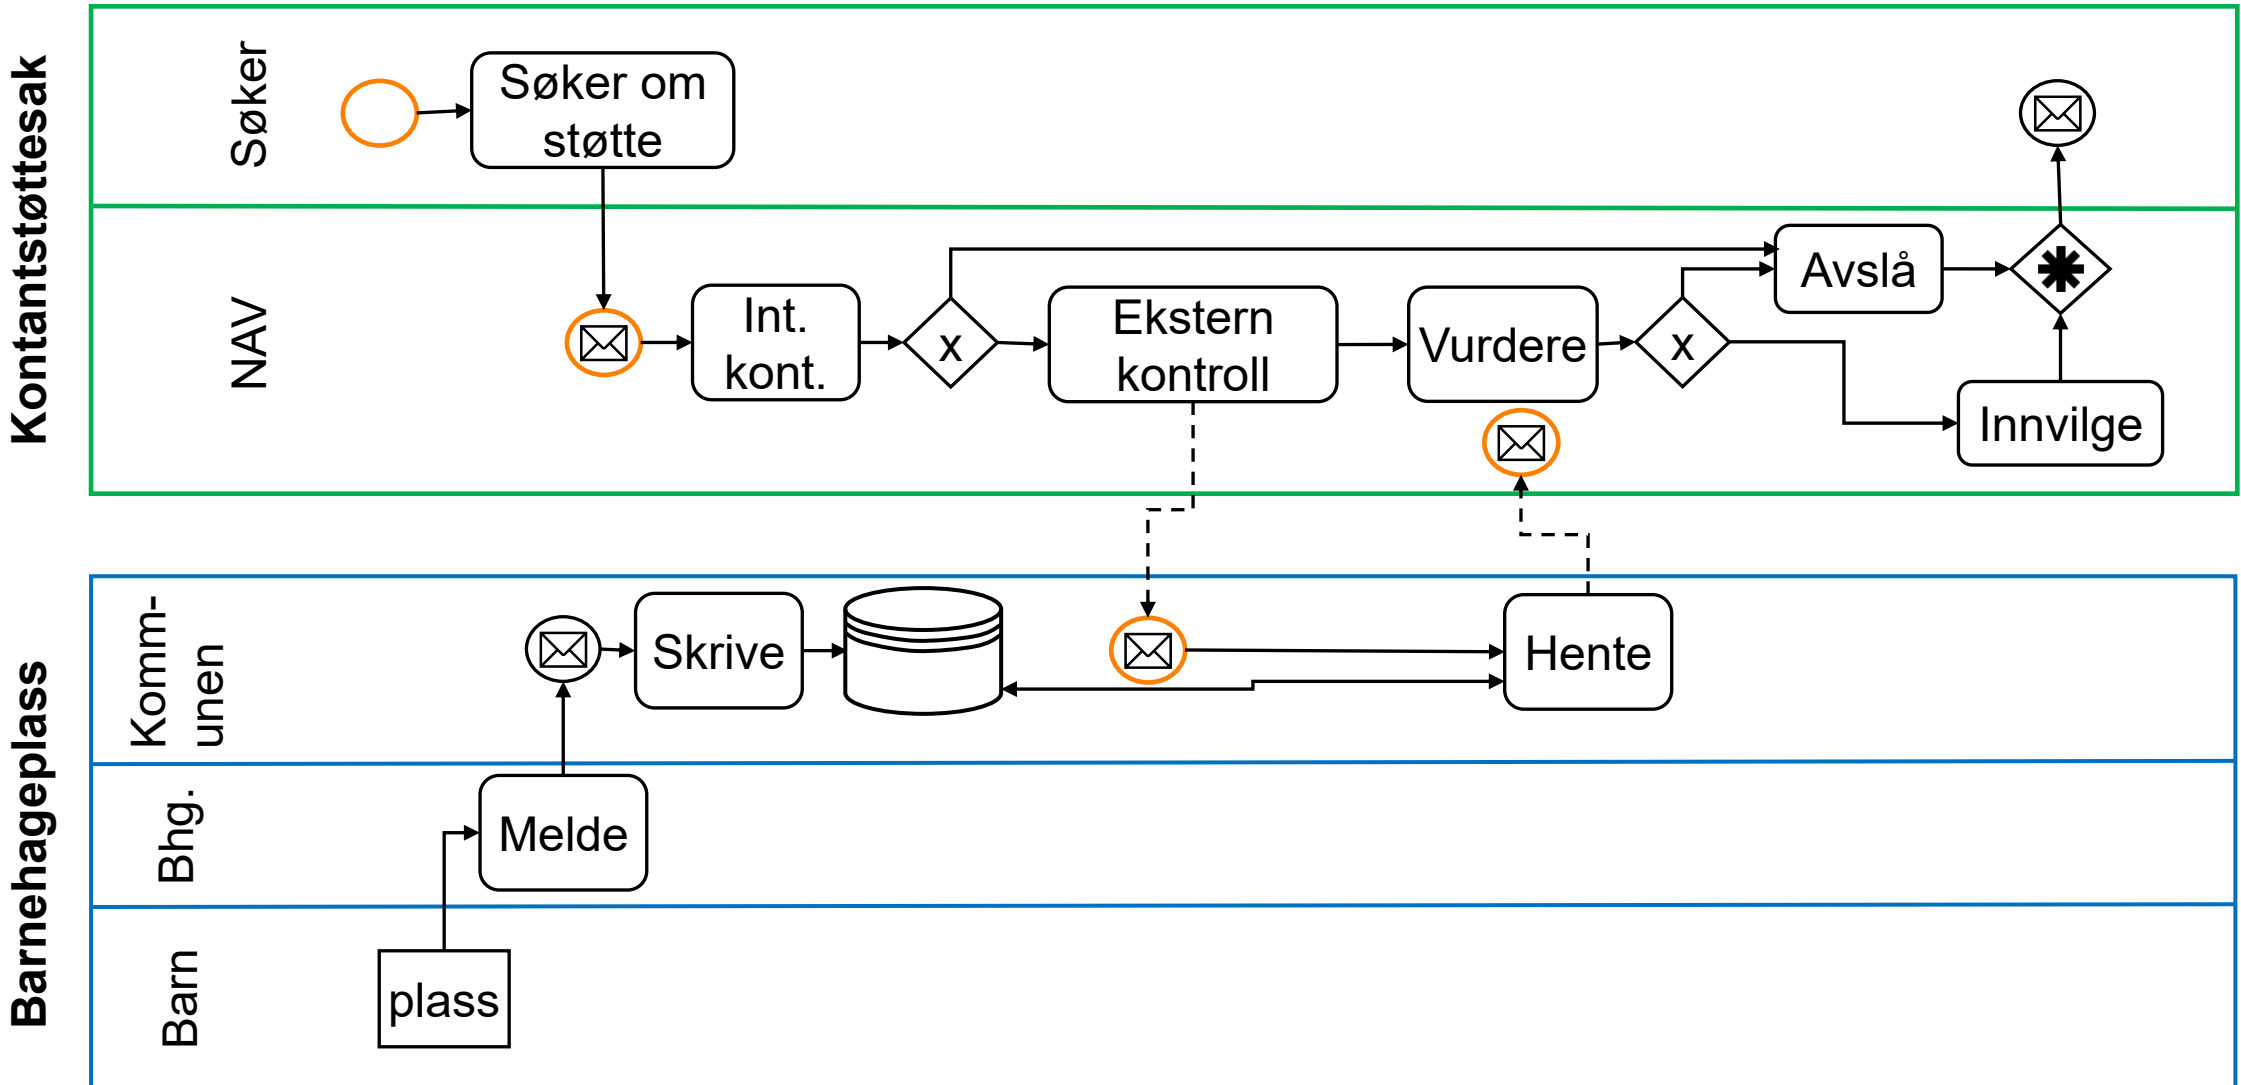 Kontantstøttesak
Søker
Søker om
støtte
NAV
Int.
kont.
x
Ekstern
kontroll
Vurdere
x
Avslå
Innvilge
Barnehageplass
Komm-
unen
Skrive
Hente
Bhg.
Melde
Barn
plass